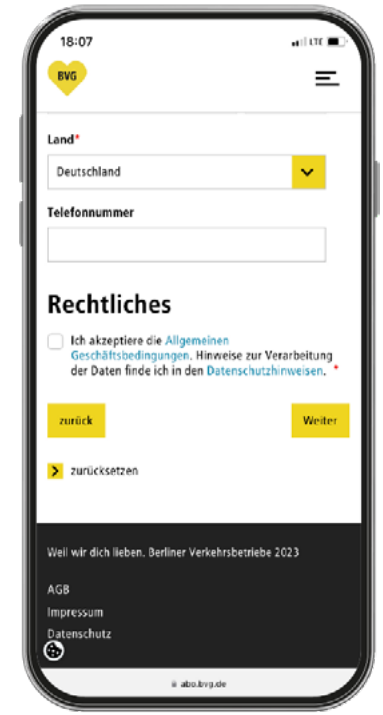 18:07
LTE
BVG
Land*
Deutschland
Telefonnummer
Rechtliches
Ich akzeptiere die Allgemeinen
Geschäftsbedingungen. Hinweise zur Verarbeitung
der Daten finde ich in den Datenschutzhinweisen. *
zurück
Weiter
zurücksetzen
Weil wir dich lieben. Berliner Verkehrsbetriebe 2023
AGB
Impressum
Datenschutz
abo.bvg.de